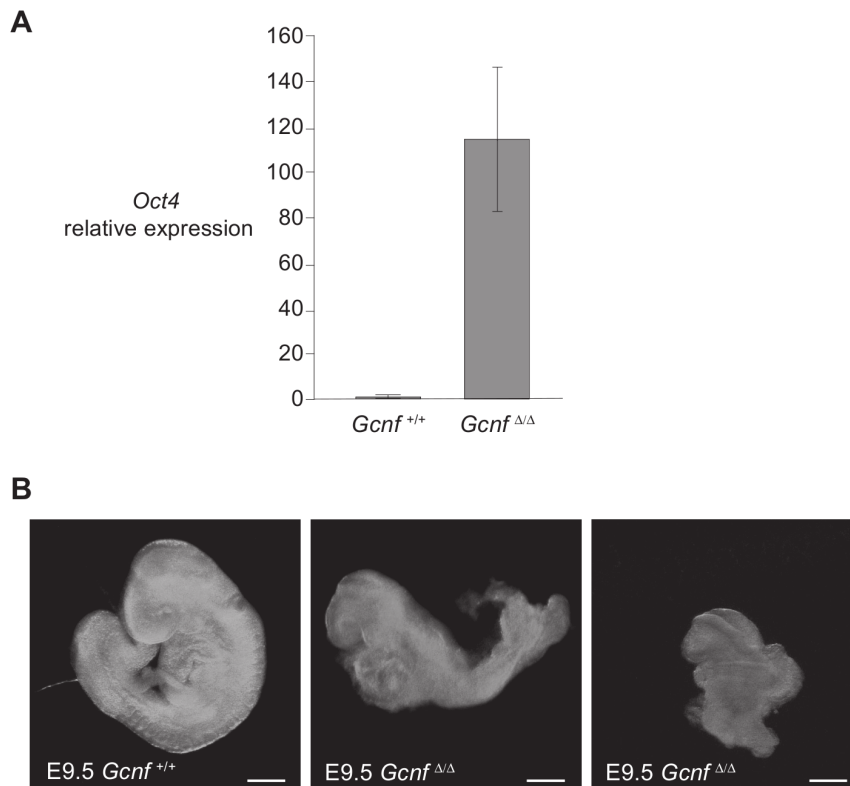 A
160
140
120
100
80
60
40
20
0
Oct4
relative expression
Gcnf +/+
Gcnf Δ/Δ
B
E9.5 Gcnf +/+
E9.5 Gcnf Δ/Δ
E9.5 Gcnf Δ/Δ